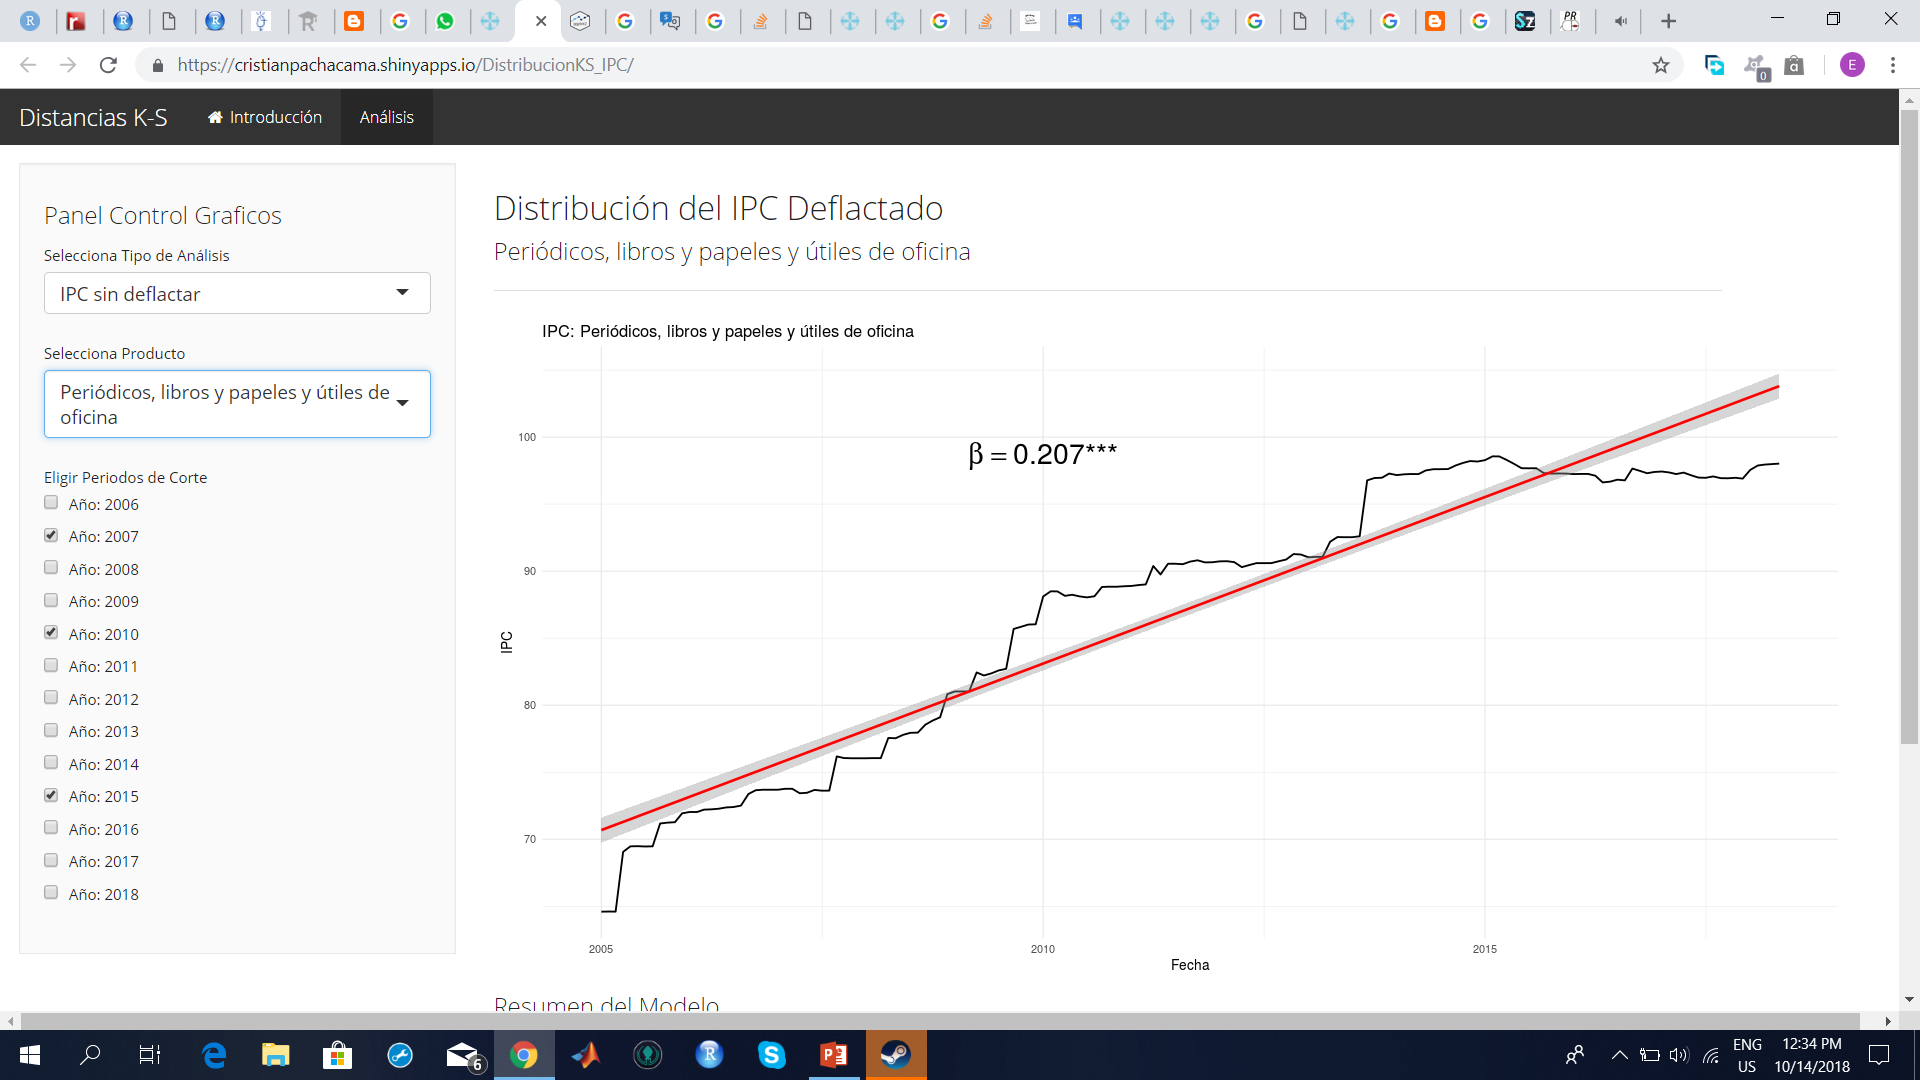 https://cristianpachacama.shinyapps.io/DistribucionKS_IPC/
0
E
Distancias K-S
Introducción
Análisis
Panel Control Graficos
Selecciona Tipo de Análisis
IPC sin deflactar
Selecciona Producto
Periódicos, libros y papeles y útiles de
oficina
Eligir Periodos de Corte
Año: 2006
Año: 2007
Año: 2008
Año: 2009
Año: 2010
Año: 2011
Año: 2012
Año: 2013
Año: 2014
Año: 2015
Año: 2016
Año: 2017
Año: 2018
Distribución del IPC Deflactado
Periódicos, libros y papeles y útiles de oficina
IPC: Periódicos, libros y papeles y útiles de oficina
β = 0.207***
100
90
80
70
IPC
2005
2010
2015
Fecha
Resumen del Modelo
6
ENG
US
12:34 PM
10/14/2018